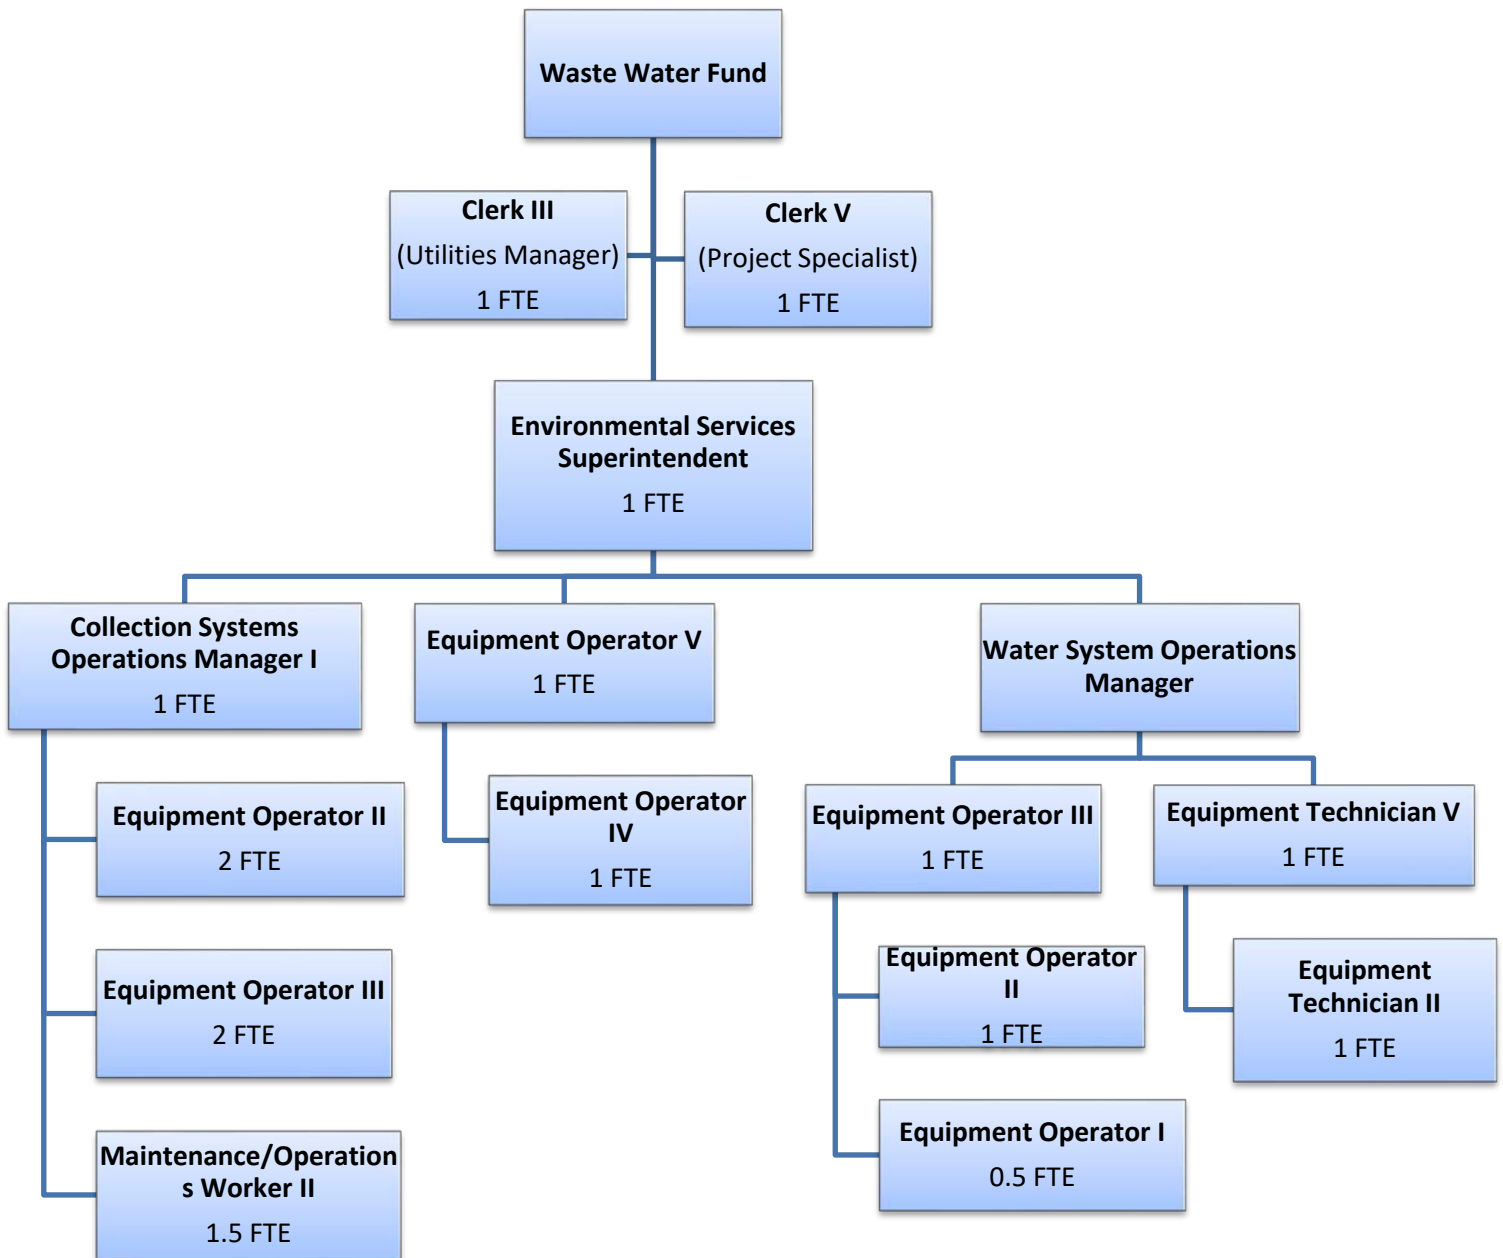 Waste Water Fund
Clerk III
(Utilities Manager)
1 FTE
Clerk V
(Project Specialist)
1 FTE
Environmental Services
Superintendent
1 FTE
Collection Systems
Operations Manager I
1 FTE
Equipment Operator V
1 FTE
Water System Operations
Manager
Equipment Operator II
2 FTE
Equipment Operator III
2 FTE
Maintenance/Operation
s Worker II
1.5 FTE
Equipment Operator
IV
1 FTE
Equipment Operator III
1 FTE
Equipment Operator
II
1 FTE
Equipment Operator I
0.5 FTE
Equipment Technician V
1 FTE
Equipment
Technician II
1 FTE